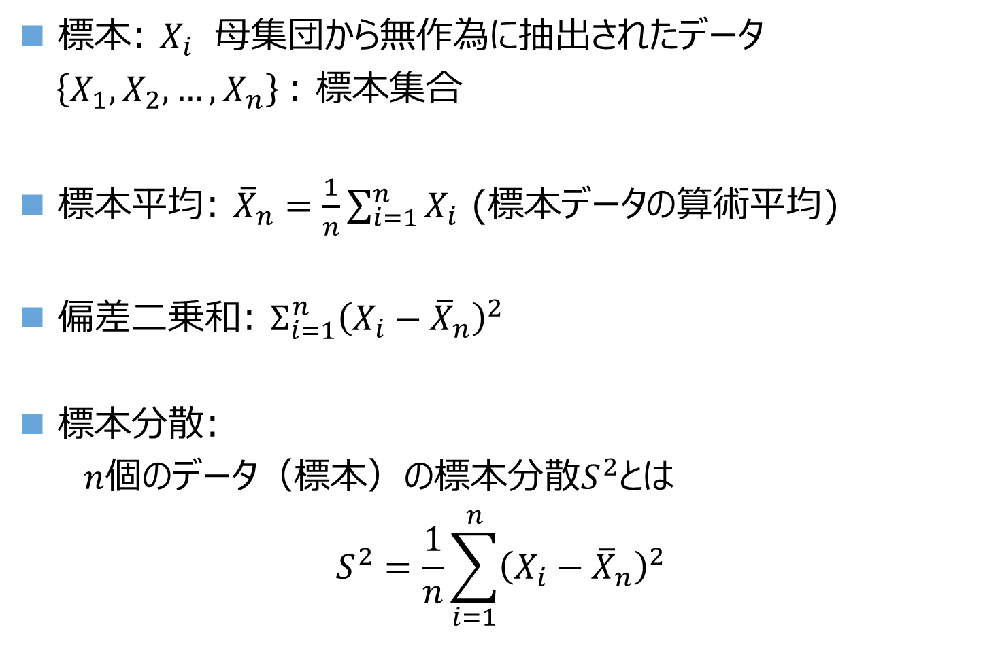 ■ 標本: $X_i$ 母集団から無作為に抽出されたデータ
$\{X_1, X_2, \ldots, X_n\}$ : 標本集合
■ 標本平均: $\bar{X}_n = \frac{1}{n}\sum_{i=1}^{n} X_i$ (標本データの算術平均)
■ 偏差二乗和: $\Sigma_{i=1}^{n}(X_i - \bar{X}_n)^2$
■ 標本分散:
$n$個のデータ（標本）の標本分散$S^2$とは
$S^2 = \frac{1}{n}\sum_{i=1}^{n}(X_i - \bar{X}_n)^2$